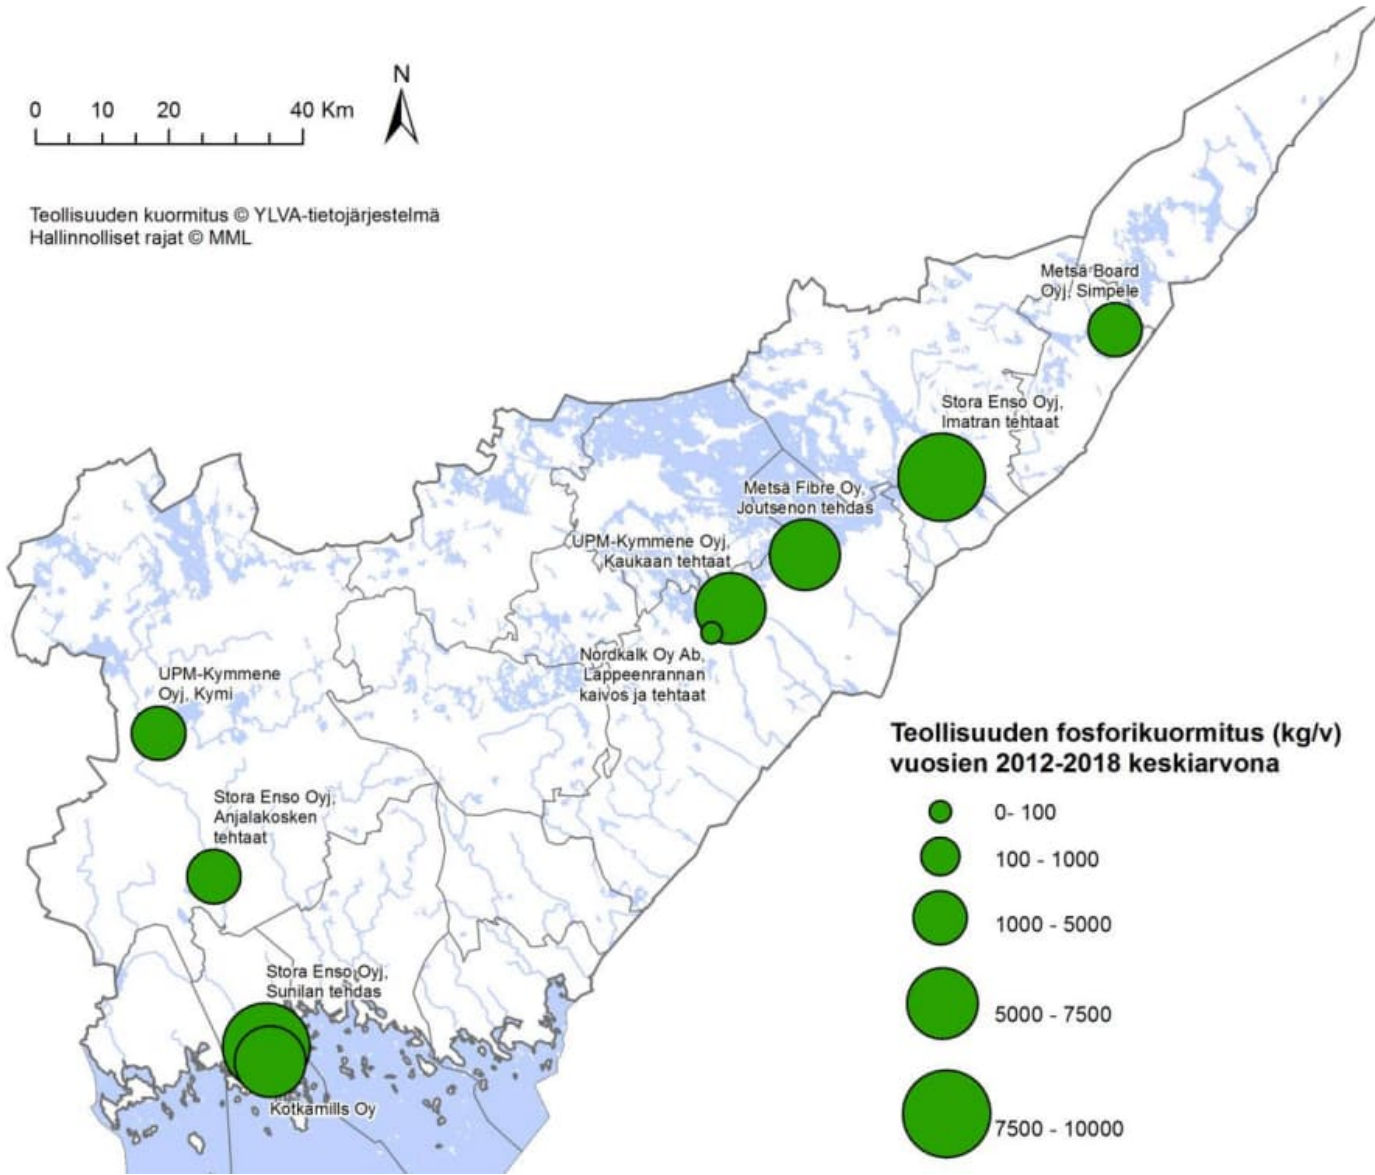 N
0 10 20 40 Km
Teollisuuden kuormitus © YLVA-tietojärjestelmä
Hallinnolliset rajat © MML
Metsä Board
Oyj, Simpele
Stora Enso Oyj,
Imatran tehtaat
Metsä Fibre Oy,
Joutsenon tehdas
UPM-Kymmene Oyj,
Kaukaan tehtaat
Nordkalk Oy Ab,
Lappeenrannan
kaivos ja tehtaat
UPM-Kymmene
Oyj, Kymi
Stora Enso Oyj,
Anjalakosken
tehtaat
Stora Enso Oyj,
Sunilan tehdas
Kotkamills Oy
Teollisuuden fosforikuormitus (kg/v)
vuosien 2012-2018 keskiarvona
0- 100
100 - 1000
1000 - 5000
5000 - 7500
7500 - 10000